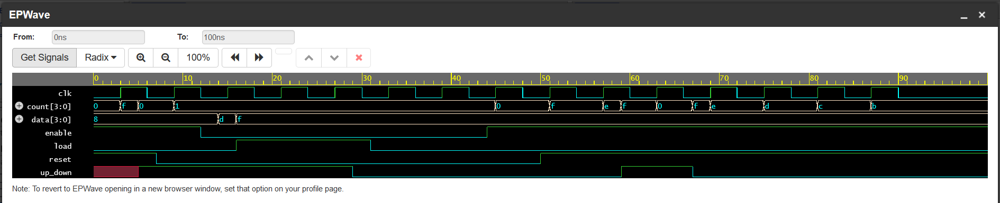 EPWave
From: 0ns To: 100ns
Get Signals Radix 100%
0 10 20 30 40 50 60 70 80 90
clk
count[3:0] 0 f 0 1 0 f e f 0 f e d c b
data[3:0] 8 d f
enable
load
reset
up_down
Note: To revert to EPWave opening in a new browser window, set that option on your profile page.